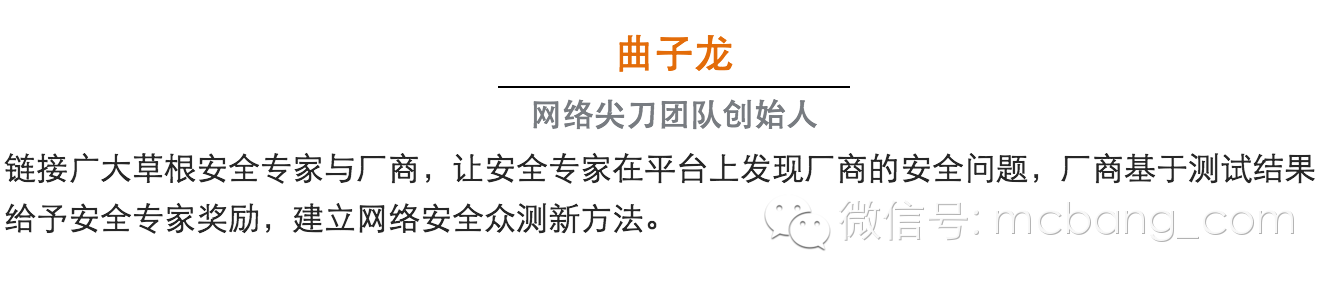 曲子龙
网络尖刀团队创始人
链接广大草根安全专家与厂商，让安全专家在平台上发现厂商的安全问题，厂商基于测试结果
给予安全专家奖励，建立网络安全众测新方法。
微信号: mcbang_com